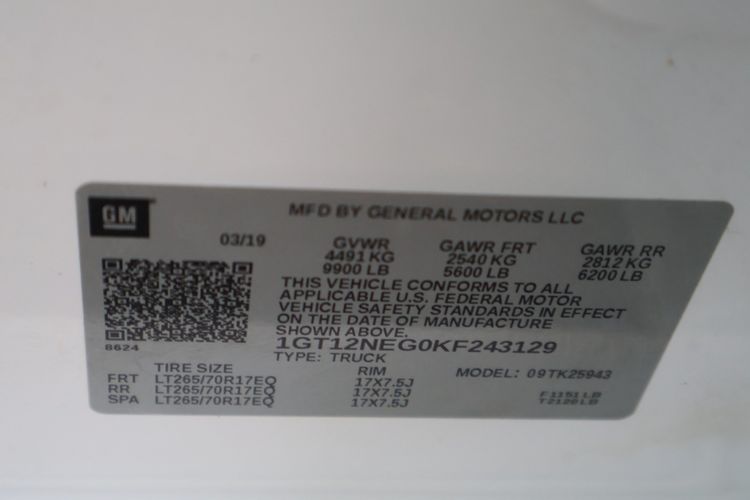 GM
MFD BY GENERAL MOTORS LLC
03/19 GVWR GAWR FRT GAWR RR
4491 KG 2540 KG 2812 KG
9900 LB 5600 LB 6200 LB
THIS VEHICLE CONFORMS TO ALL
APPLICABLE U.S. FEDERAL MOTOR
VEHICLE SAFETY STANDARDS IN EFFECT
ON THE DATE OF MANUFACTURE
SHOWN ABOVE.
8624
1GT12NEG0KF243129
TYPE: TRUCK MODEL: 09TK25943
TIRE SIZE RIM
FRT LT265/70R17EQ 17X7.5J
RR LT265/70R17EQ 17X7.5J F1151LB
SPA LT265/70R17EQ 17X7.5J T2120LB